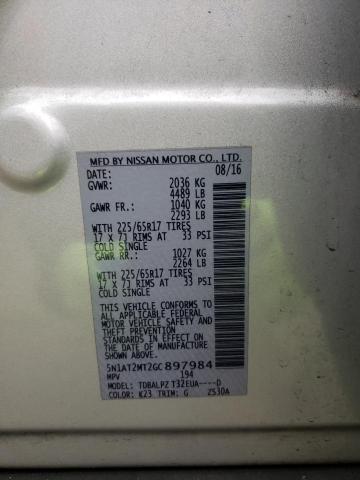 MFD BY NISSAN MOTOR CO., LTD.
DATE: 08/16
GVWR: 2036 KG
4489 LB
GAWR FR.: 1040 KG
2293 LB
WITH 225/65R17 TIRES
17 X 7J RIMS AT 33 PSI
COLD SINGLE
GAWR RR.: 1027 KG
2264 LB
WITH 225/65R17 TIRES
17 X 7J RIMS AT 33 PSI
COLD SINGLE
THIS VEHICLE CONFORMS TO
ALL APPLICABLE FEDERAL
MOTOR VEHICLE SAFETY AND
THEFT PREVENTION
STANDARDS IN EFFECT ON
THE DATE OF MANUFACTURE
SHOWN ABOVE.
5N1AT2MT2GC897984
MPV 194
MODEL: TDBALPZ T32EUA----D
COLOR: K23 TRIM: G ZS30A